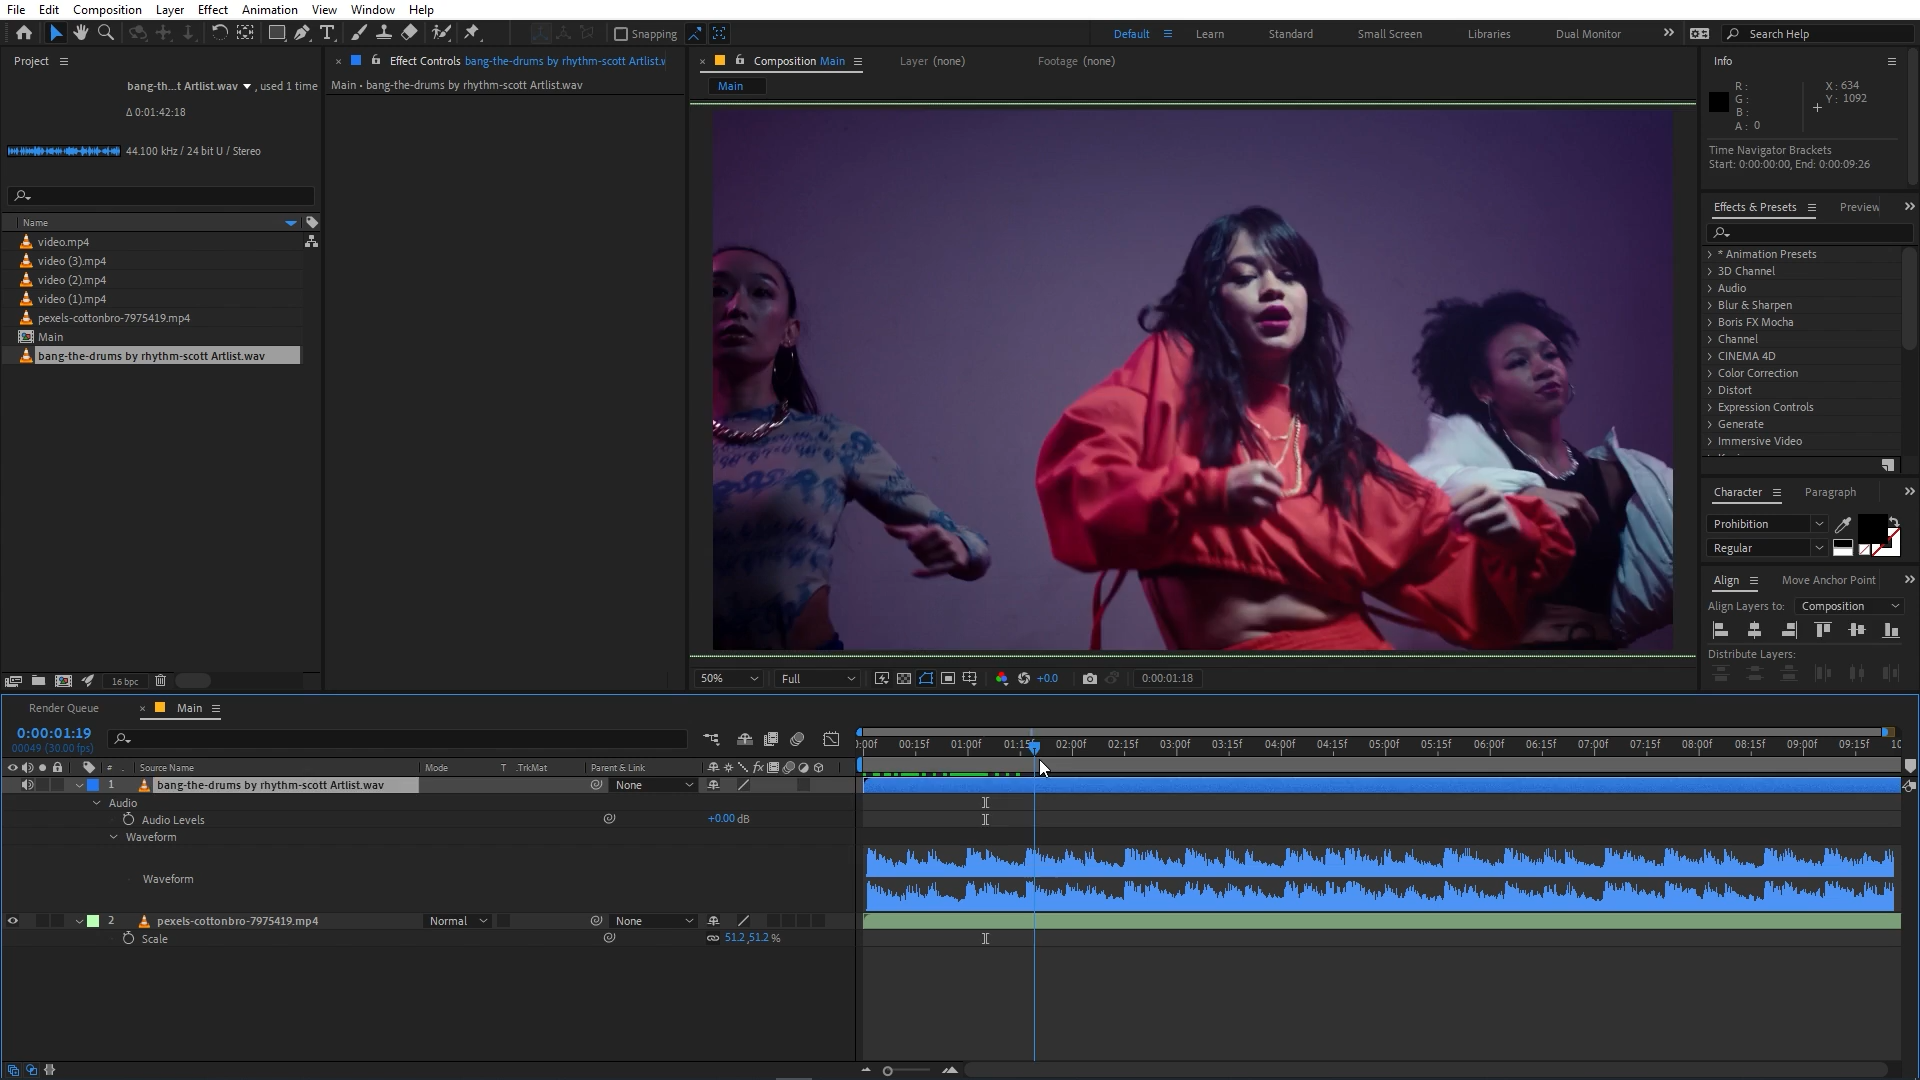 File Edit Composition Layer Effect Animation View Window Help
Snapping Default Learn Standard Small Screen Libraries Dual Monitor Search Help
Project
bang-th...t Artlist.wav , used 1 time
Δ 0:01:42:18
44.100 kHz / 24 bit U / Stereo
Name
video.mp4
video (3).mp4
video (2).mp4
video (1).mp4
pexels-cottonbro-7975419.mp4
Main
bang-the-drums by rhythm-scott Artlist.wav
16 bpc
Effect Controls bang-the-drums by rhythm-scott Artlist.w
Main • bang-the-drums by rhythm-scott Artlist.wav
Composition Main Layer (none) Footage (none)
Main
50% Full +0.0 0:00:01:18
Info
R : X : 634
G : Y : 1092
B :
A : 0
Time Navigator Brackets
Start: 0:00:00:00, End: 0:00:09:26
Effects & Presets Preview
* Animation Presets
3D Channel
Audio
Blur & Sharpen
Boris FX Mocha
Channel
CINEMA 4D
Color Correction
Distort
Expression Controls
Generate
Immersive Video
Character Paragraph
Prohibition
Regular
Align Move Anchor Point
Align Layers to: Composition
Distribute Layers:
Render Queue Main
0:00:01:19
00049 (30.00 fps)
:00f 00:15f 01:00f 01:15f 02:00f 02:15f 03:00f 03:15f 04:00f 04:15f 05:00f 05:15f 06:00f 06:15f 07:00f 07:15f 08:00f 08:15f 09:00f 09:15f 10
# Source Name Mode T .TrkMat Parent & Link fx
1 bang-the-drums by rhythm-scott Artlist.wav None
Audio
Audio Levels +0.00 dB
Waveform
Waveform
2 pexels-cottonbro-7975419.mp4 Normal None
Scale 51.2,51.2 %